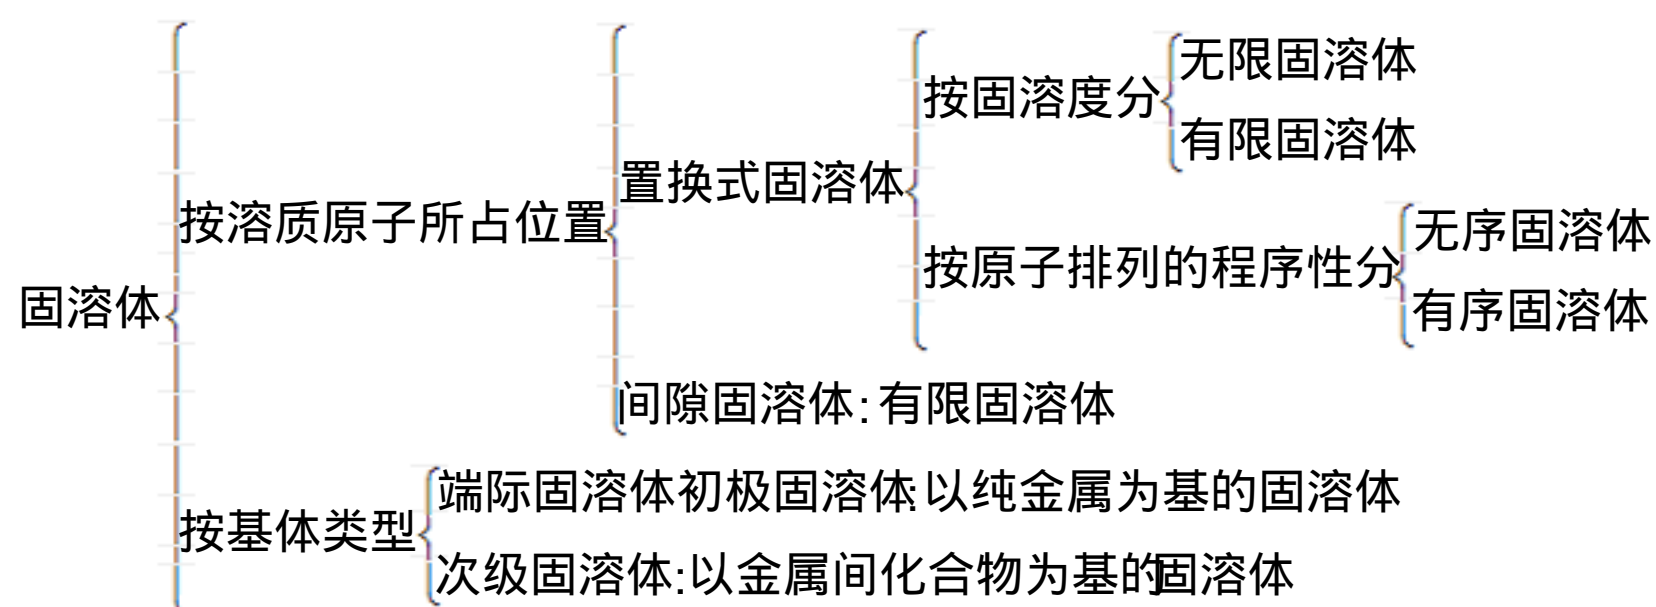 无限固溶体
按固溶度分
有限固溶体
置换式固溶体
按溶质原子所占位置
无序固溶体
按原子排列的程序性分
固溶体
有序固溶体
间隙固溶体:有限固溶体
端际固溶体初极固溶体:以纯金属为基的固溶体
按基体类型
次级固溶体:以金属间化合物为基的固溶体